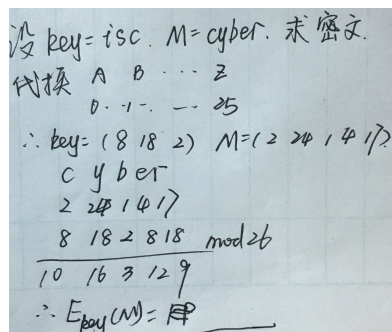 设 key=isc. M=cyber. 求密文.
代换 A B ··· Z
0 ·1· ··· 25
∴ key=(8 18 2) M=(2 24 1 4 17)
c y b e r
2 24 1 4 17
8 18 2 8 18 mod 26
10 16 3 12 9
∴ Ekey(M)=